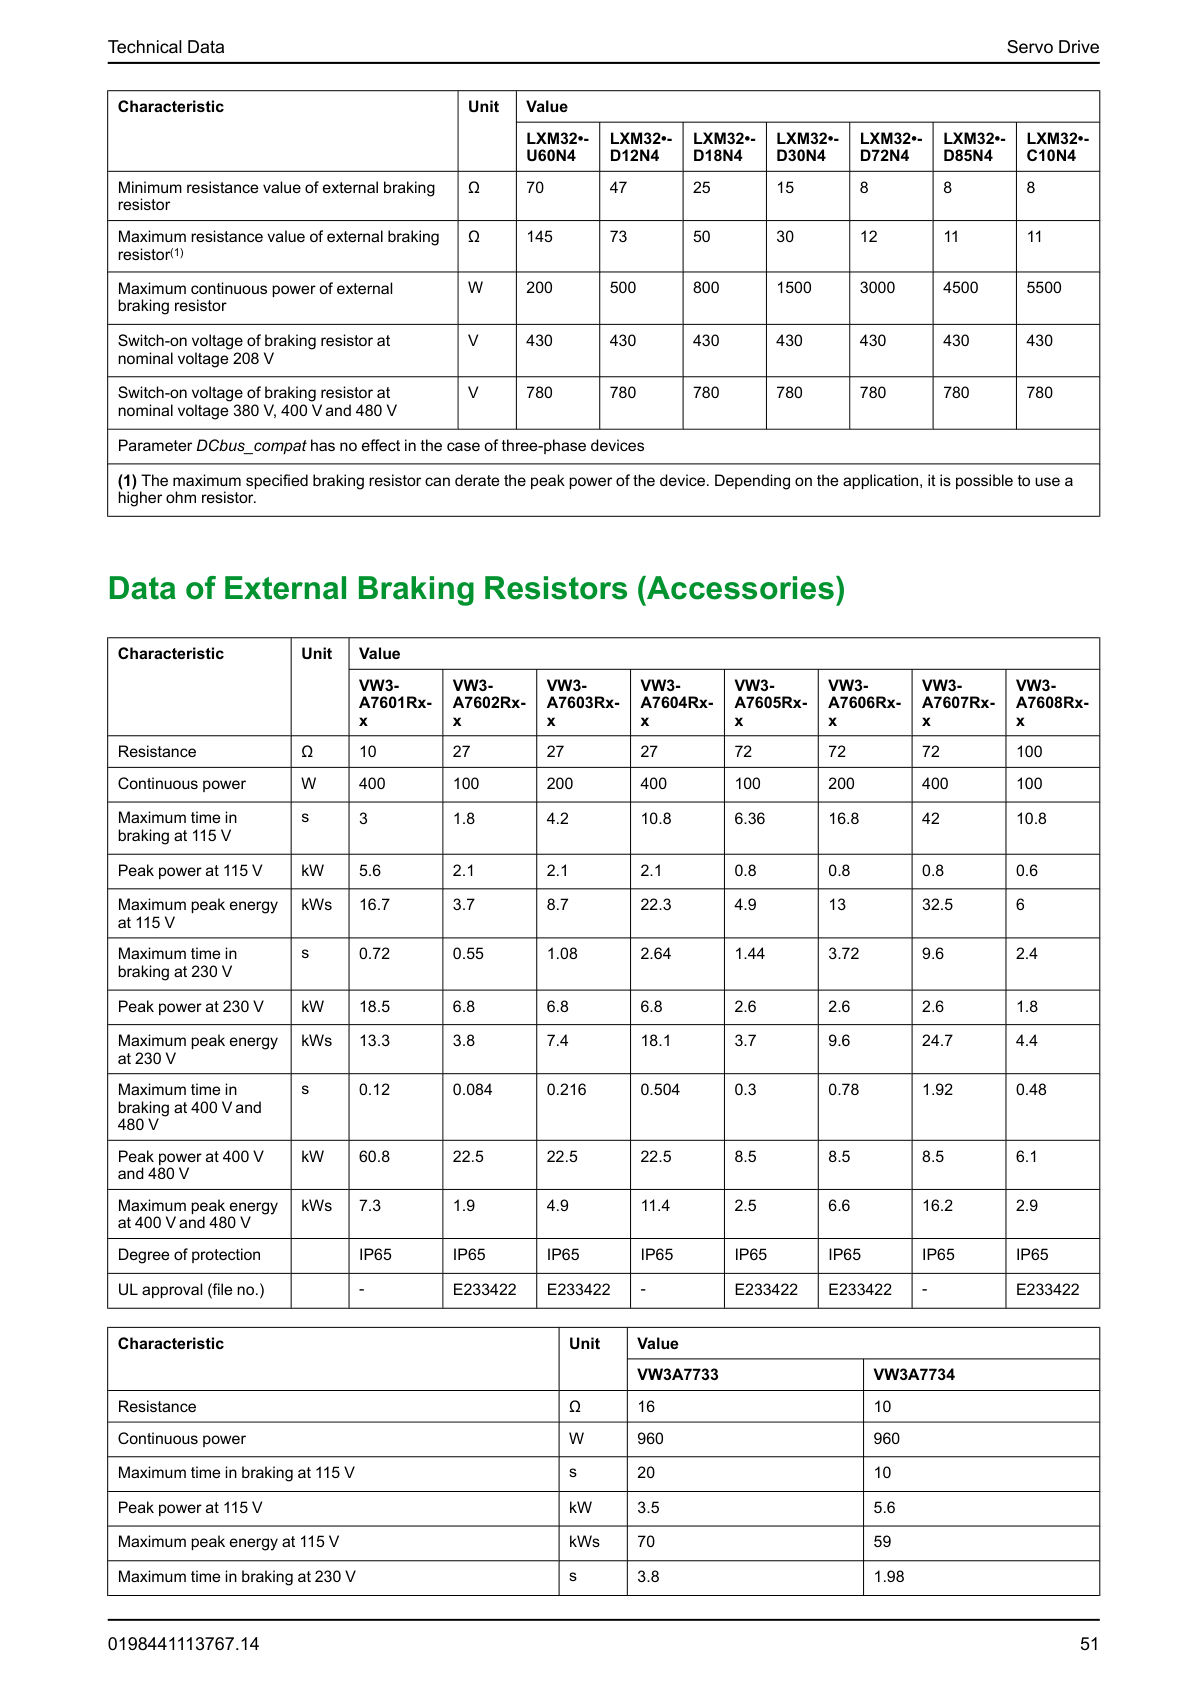 Technical Data Servo Drive
Characteristic Unit Value
LXM32•- LXM32•- LXM32•- LXM32•- LXM32•- LXM32•- LXM32•-
U60N4 D12N4 D18N4 D30N4 D72N4 D85N4 C10N4
Minimum resistance value of external braking Ω 70 47 25 15 8 8 8
resistor
Maximum resistance value of external braking Ω 145 73 50 30 12 11 11
resistor(1)
Maximum continuous power of external W 200 500 800 1500 3000 4500 5500
braking resistor
Switch-on voltage of braking resistor at V 430 430 430 430 430 430 430
nominal voltage 208 V
Switch-on voltage of braking resistor at V 780 780 780 780 780 780 780
nominal voltage 380 V, 400 V and 480 V
Parameter DCbus_compat has no effect in the case of three-phase devices
(1) The maximum specified braking resistor can derate the peak power of the device. Depending on the application, it is possible to use a
higher ohm resistor.
Data of External Braking Resistors (Accessories)
Characteristic Unit Value
VW3- VW3- VW3- VW3- VW3- VW3- VW3- VW3-
A7601Rx- A7602Rx- A7603Rx- A7604Rx- A7605Rx- A7606Rx- A7607Rx- A7608Rx-
x x x x x x x x
Resistance Ω 10 27 27 27 72 72 72 100
Continuous power W 400 100 200 400 100 200 400 100
Maximum time in s 3 1.8 4.2 10.8 6.36 16.8 42 10.8
braking at 115 V
Peak power at 115 V kW 5.6 2.1 2.1 2.1 0.8 0.8 0.8 0.6
Maximum peak energy kWs 16.7 3.7 8.7 22.3 4.9 13 32.5 6
at 115 V
Maximum time in s 0.72 0.55 1.08 2.64 1.44 3.72 9.6 2.4
braking at 230 V
Peak power at 230 V kW 18.5 6.8 6.8 6.8 2.6 2.6 2.6 1.8
Maximum peak energy kWs 13.3 3.8 7.4 18.1 3.7 9.6 24.7 4.4
at 230 V
Maximum time in s 0.12 0.084 0.216 0.504 0.3 0.78 1.92 0.48
braking at 400 V and
480 V
Peak power at 400 V kW 60.8 22.5 22.5 22.5 8.5 8.5 8.5 6.1
and 480 V
Maximum peak energy kWs 7.3 1.9 4.9 11.4 2.5 6.6 16.2 2.9
at 400 V and 480 V
Degree of protection IP65 IP65 IP65 IP65 IP65 IP65 IP65 IP65
UL approval (file no.) - E233422 E233422 - E233422 E233422 - E233422
Characteristic Unit Value
VW3A7733 VW3A7734
Resistance Ω 16 10
Continuous power W 960 960
Maximum time in braking at 115 V s 20 10
Peak power at 115 V kW 3.5 5.6
Maximum peak energy at 115 V kWs 70 59
Maximum time in braking at 230 V s 3.8 1.98
0198441113767.14 51